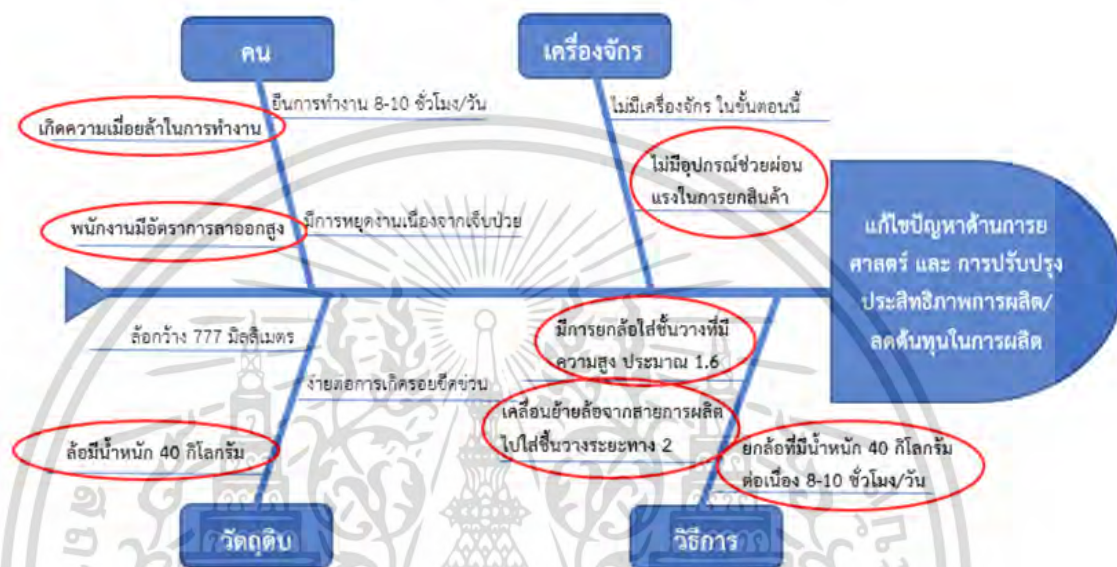 คน
เครื่องจักร
ยืนการทำงาน 8-10 ชั่วโมง/วัน
เกิดความเมื่อยล้าในการทำงาน
ไม่มีเครื่องจักร ในขั้นตอนนี้
ไม่มีอุปกรณ์ช่วยผ่อน
แรงในการยกสินค้า
พนักงานมีอัตราการลาออกสูง
มีการหยุดงานเนื่องจากเจ็บป่วย
แก้ไขปัญหาด้านการย
ศาสตร์ และ การปรับปรุง
ประสิทธิภาพการผลิต/
ลดต้นทุนในการผลิต
ล้อกว้าง 777 มิลลิเมตร
ง่ายต่อการเกิดรอยขีดข่วน
ล้อมีน้ำหนัก 40 กิโลกรัม
มีการยกล้อใส่ชั้นวางที่มี
ความสูง ประมาณ 1.6
เคลื่อนย้ายล้อจากสายการผลิต
ไปใส่ชั้นวางระยะทาง 2
ยกล้อที่มีน้ำหนัก 40 กิโลกรัม
ต่อเนื่อง 8-10 ชั่วโมง/วัน
วัตถุดิบ
วิธีการ